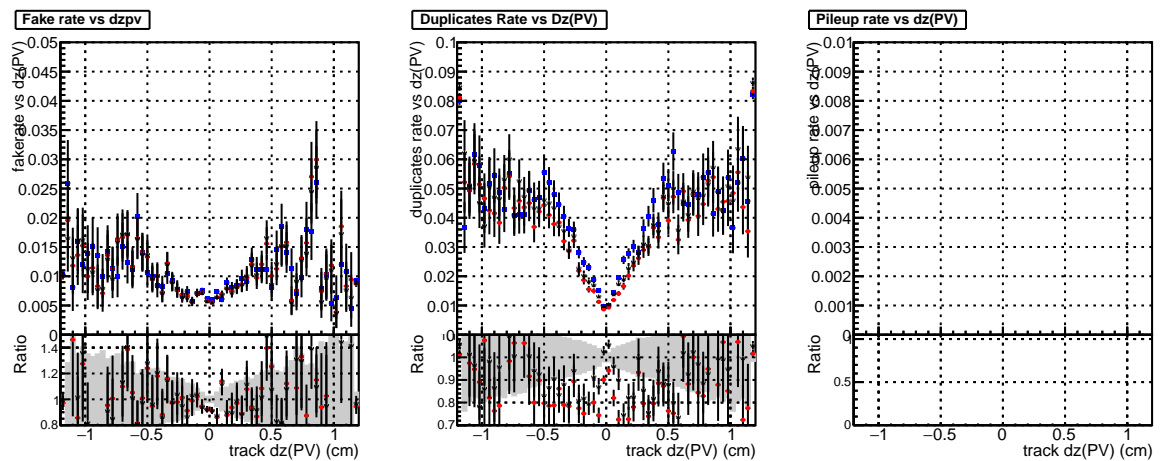 Fake rate vs dzpv
fakerate vs dz(PV)
0.05
0.045
0.04
0.035
0.03
0.025
0.02
0.015
0.01
0.005
0
Ratio
1.4
1.2
1
0.8
−1 −0.5 0 0.5 1
track dz(PV) (cm)
Duplicates Rate vs Dz(PV)
duplicates rate vs dz(PV)
0.1
0.09
0.08
0.07
0.06
0.05
0.04
0.03
0.02
0.01
0
Ratio
1
0.9
0.8
0.7
−1 −0.5 0 0.5 1
track dz(PV) (cm)
Pileup rate vs dz(PV)
pileup rate vs dz(PV)
0.01
0.009
0.008
0.007
0.006
0.005
0.004
0.003
0.002
0.001
0
Ratio
1
0.5
0
−1 −0.5 0 0.5 1
track dz(PV) (cm)